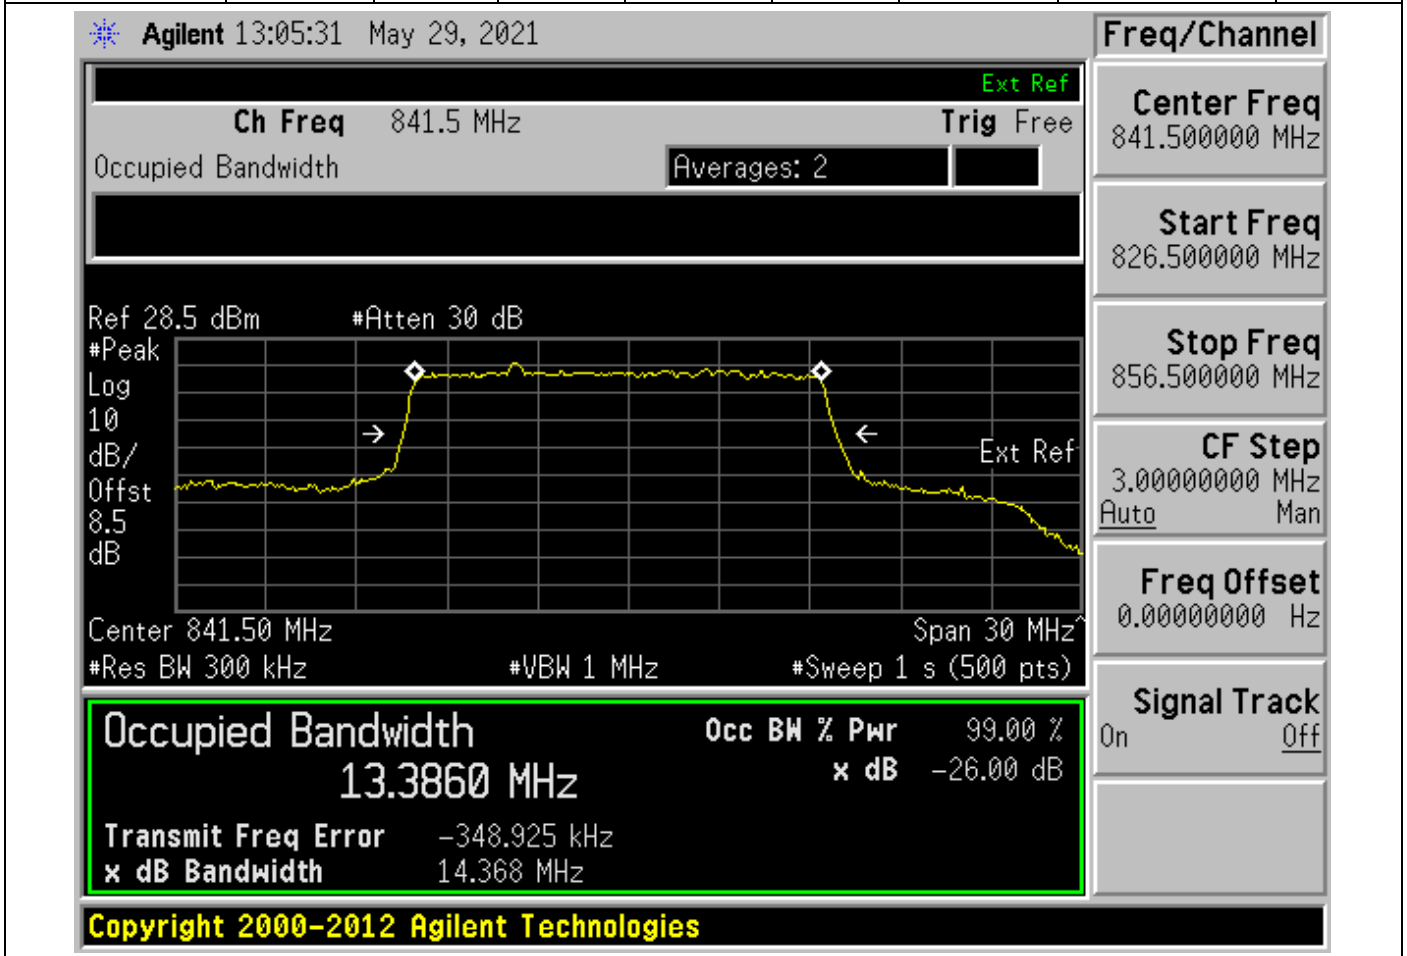 Agilent 13:05:31 May 29, 2021
Freq/Channel
Ext Ref
Ch Freq 841.5 MHz Trig Free
Occupied Bandwidth Averages: 2
Center Freq
841.500000 MHz
Start Freq
826.500000 MHz
Stop Freq
856.500000 MHz
CF Step
3.00000000 MHz
Auto Man
Freq Offset
0.00000000 Hz
Signal Track
On Off
Ref 28.5 dBm #Atten 30 dB
#Peak
Log
10
dB/
Offst
8.5
dB
Ext Ref
Center 841.50 MHz Span 30 MHz^
#Res BW 300 kHz #VBW 1 MHz #Sweep 1 s (500 pts)
Occupied Bandwidth Occ BW % Pwr 99.00 %
13.3860 MHz x dB -26.00 dB
Transmit Freq Error -348.925 kHz
x dB Bandwidth 14.368 MHz
Copyright 2000-2012 Agilent Technologies